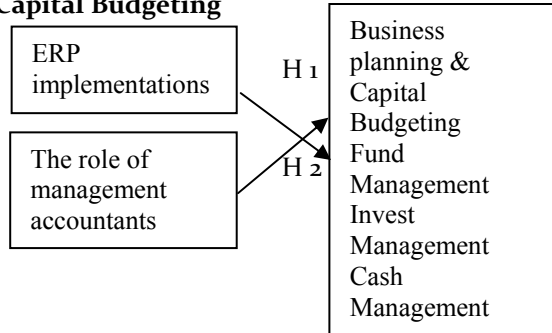 Capital Budgeting
ERP
implementations
The role of
management
accountants
H 1
H 2
Business
planning &
Capital
Budgeting
Fund
Management
Invest
Management
Cash
Management